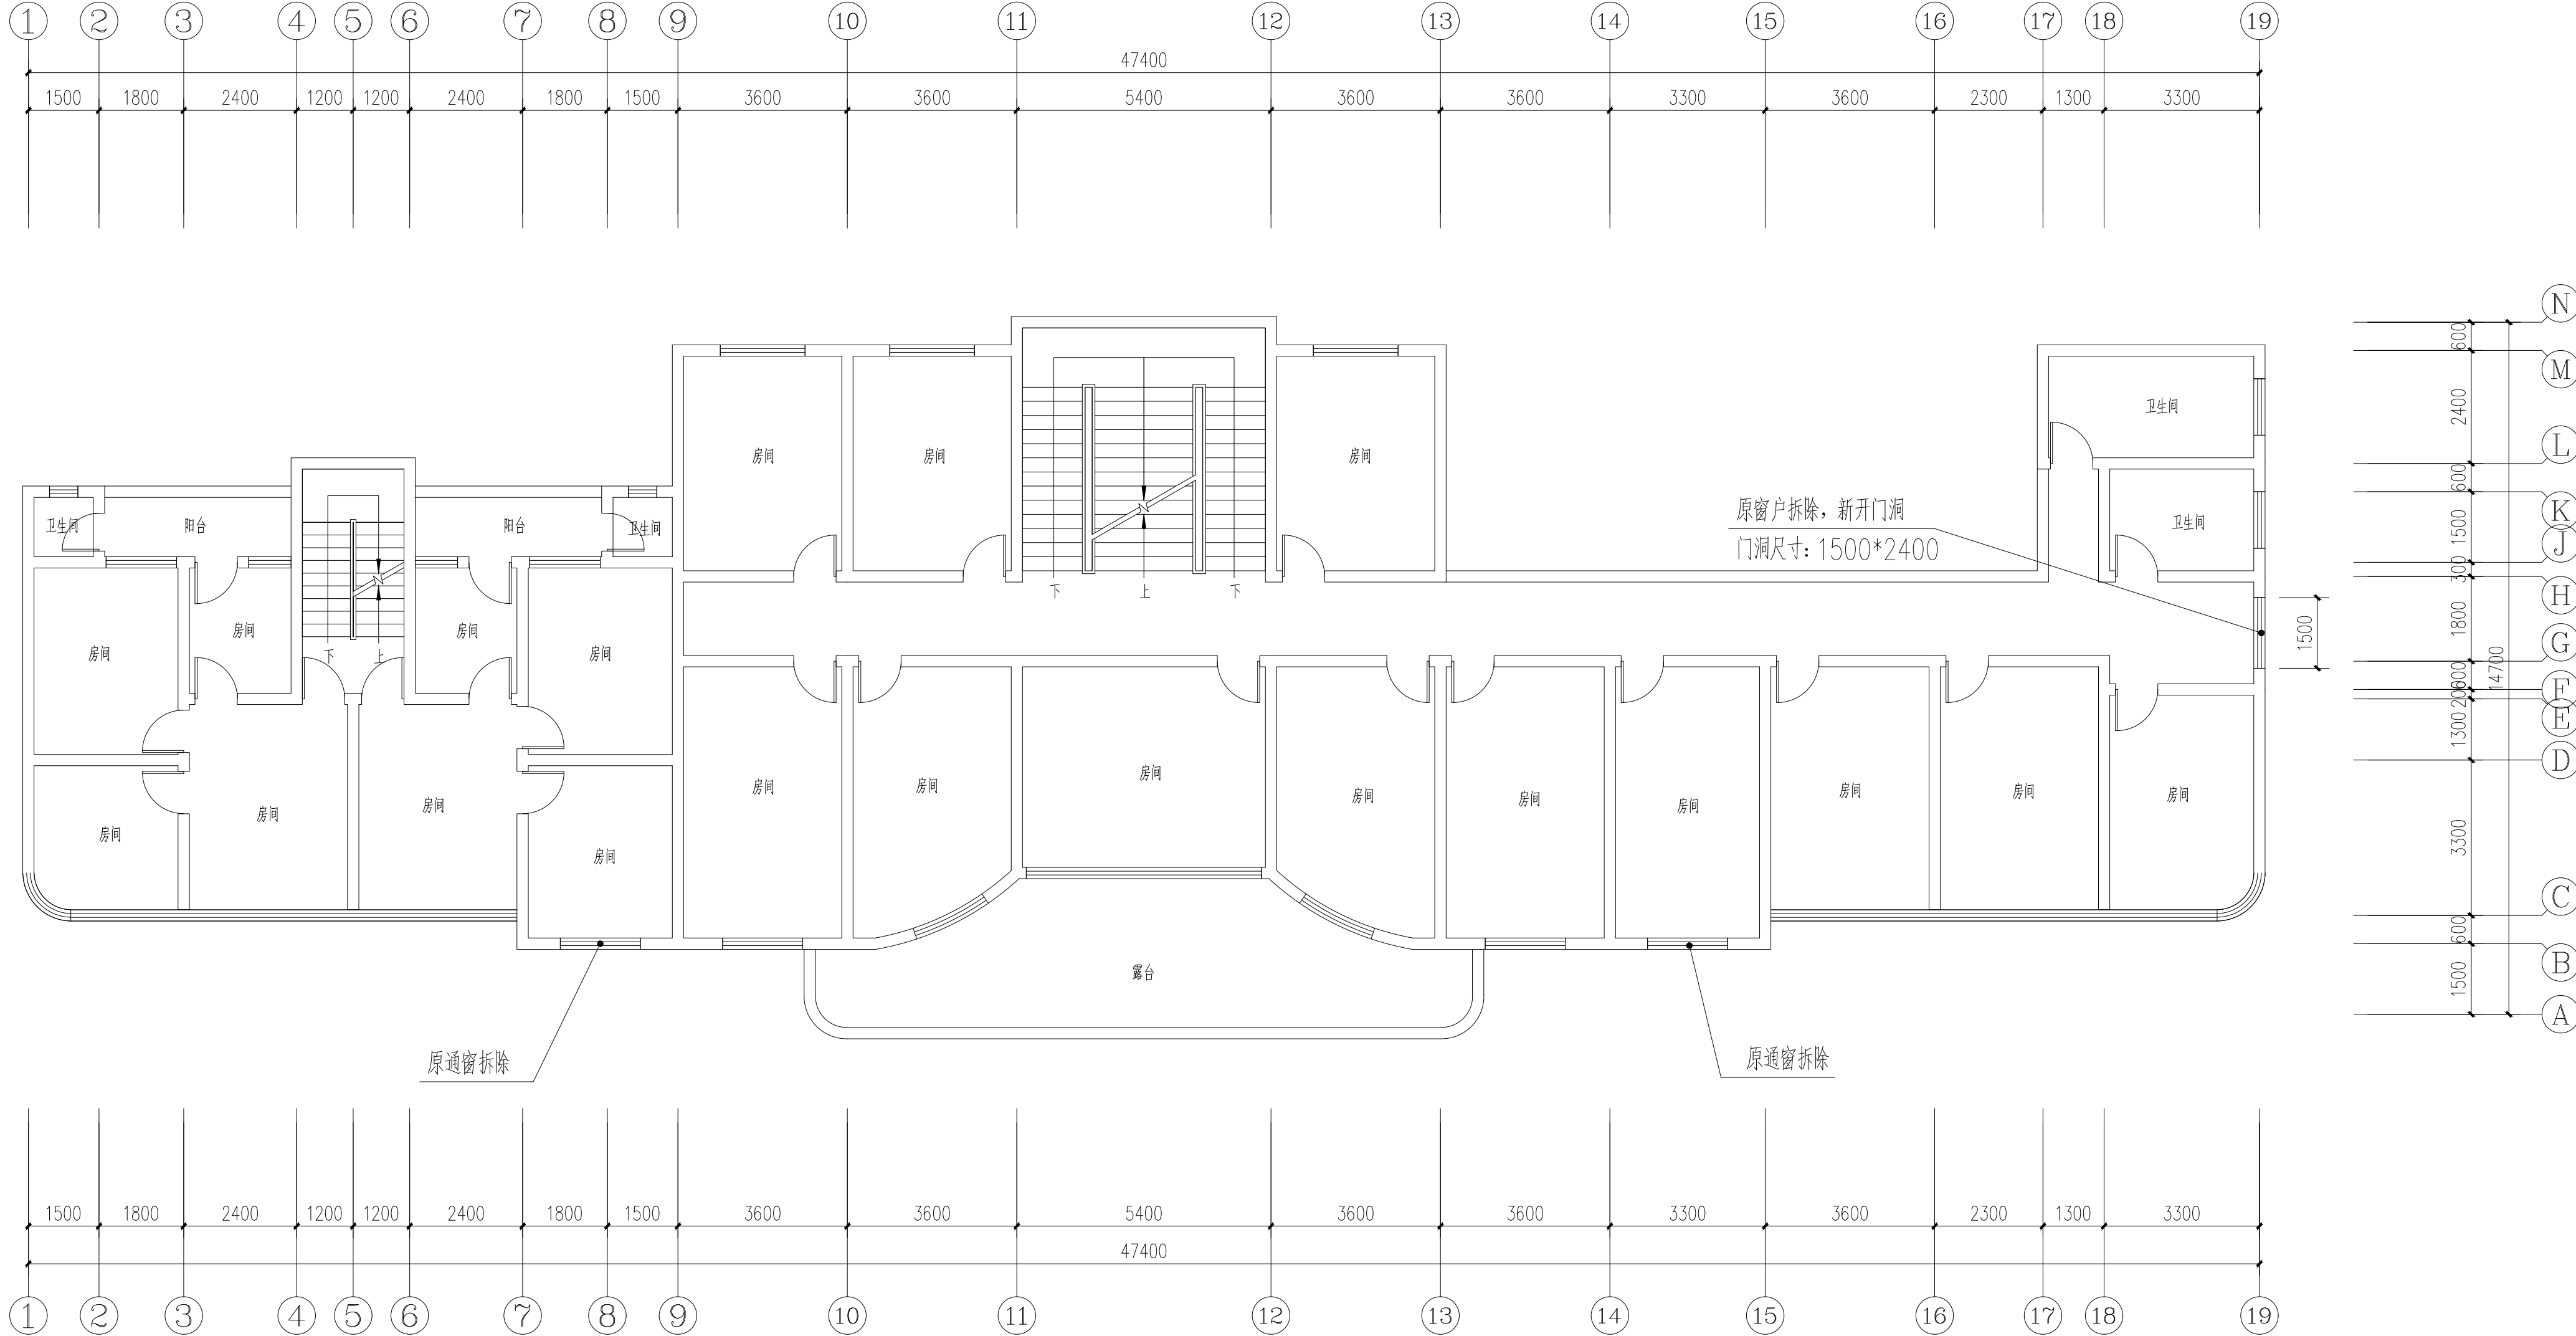 1 2 3 4 5 6 7 8 9 10 11 12 13 14 15 16 17 18 19
47400
1500 1800 2400 1200 1200 2400 1800 1500 3600 3600 5400 3600 3600 3300 3600 2300 1300 3300
N
600
M
卫生间
2400
L
房间 房间 房间
600
原窗户拆除，新开门洞
K
卫生间 阳台 阳台 卫生间 卫生间
1500
门洞尺寸：1500*2400
J
300
下 上 下
H
1800
房间 房间
1500
G
房间 下 上 房间
600
14700
F
200
E
1300
D
房间 房间 房间 房间 房间 房间 房间 房间 房间 房间 房间 房间
3300
房间 房间
C
600
B
露台
1500
A
原通窗拆除 原通窗拆除
1500 1800 2400 1200 1200 2400 1800 1500 3600 3600 5400 3600 3600 3300 3600 2300 1300 3300
47400
1 2 3 4 5 6 7 8 9 10 11 12 13 14 15 16 17 18 19